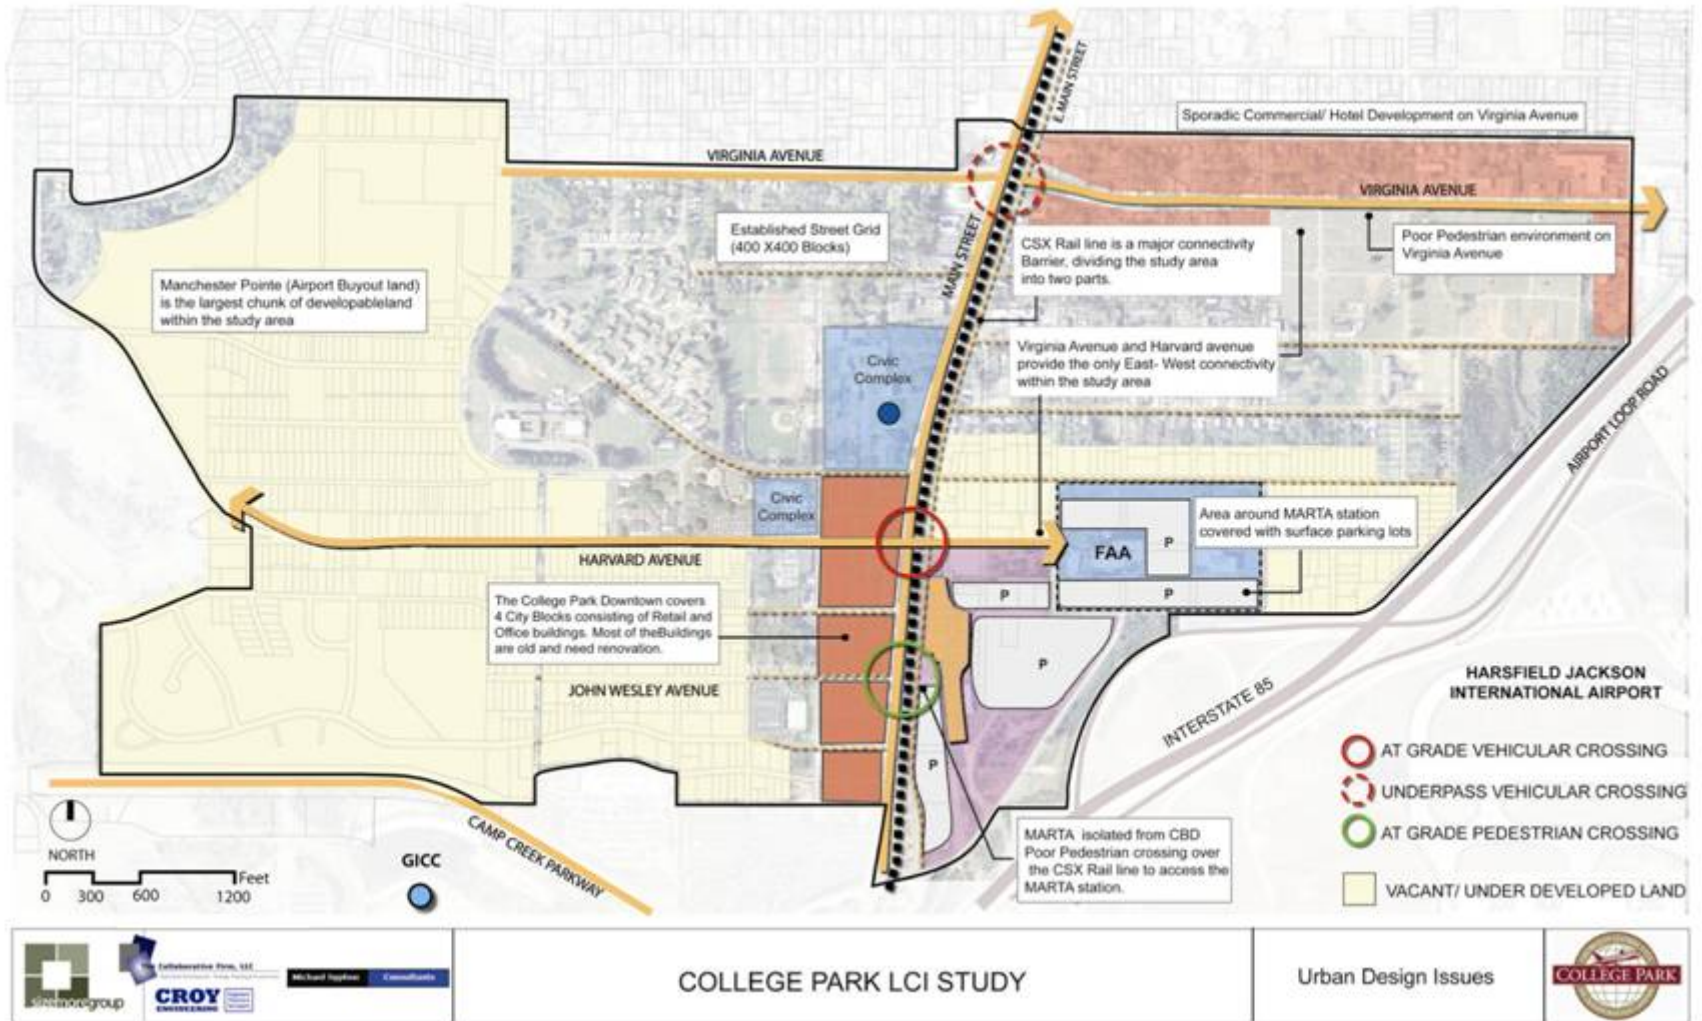 E. MAIN STREET
Sporadic Commercial/ Hotel Development on Virginia Avenue
VIRGINIA AVENUE
VIRGINIA AVENUE
Established Street Grid
(400 X400 Blocks)
MAIN STREET
CSX Rail line is a major connectivity
Barrier, dividing the study area
into two parts.
Poor Pedestrian environment on
Virginia Avenue
Manchester Pointe (Airport Buyout land)
is the largest chunk of developableland
within the study area
Virginia Avenue and Harvard avenue
provide the only East- West connectivity
within the study area
Civic
Complex
AIRPORT LOOP ROAD
Civic
Complex
Area around MARTA station
covered with surface parking lots
P
FAA
HARVARD AVENUE
P
P
The College Park Downtown covers
4 City Blocks consisting of Retail and
Office buildings. Most of theBuildings
are old and need renovation.
P
JOHN WESLEY AVENUE
HARSFIELD JACKSON
INTERNATIONAL AIRPORT
INTERSTATE 85
P
AT GRADE VEHICULAR CROSSING
UNDERPASS VEHICULAR CROSSING
AT GRADE PEDESTRIAN CROSSING
VACANT/ UNDER DEVELOPED LAND
MARTA isolated from CBD
Poor Pedestrian crossing over
the CSX Rail line to access the
MARTA station.
CAMP CREEK PARKWAY
NORTH
GICC
Feet
0 300 600 1200
sizemoregroup
The Collaborative Firm, LLC
CROY
ENGINEERING
Consultants
COLLEGE PARK LCI STUDY
Urban Design Issues
COLLEGE PARK